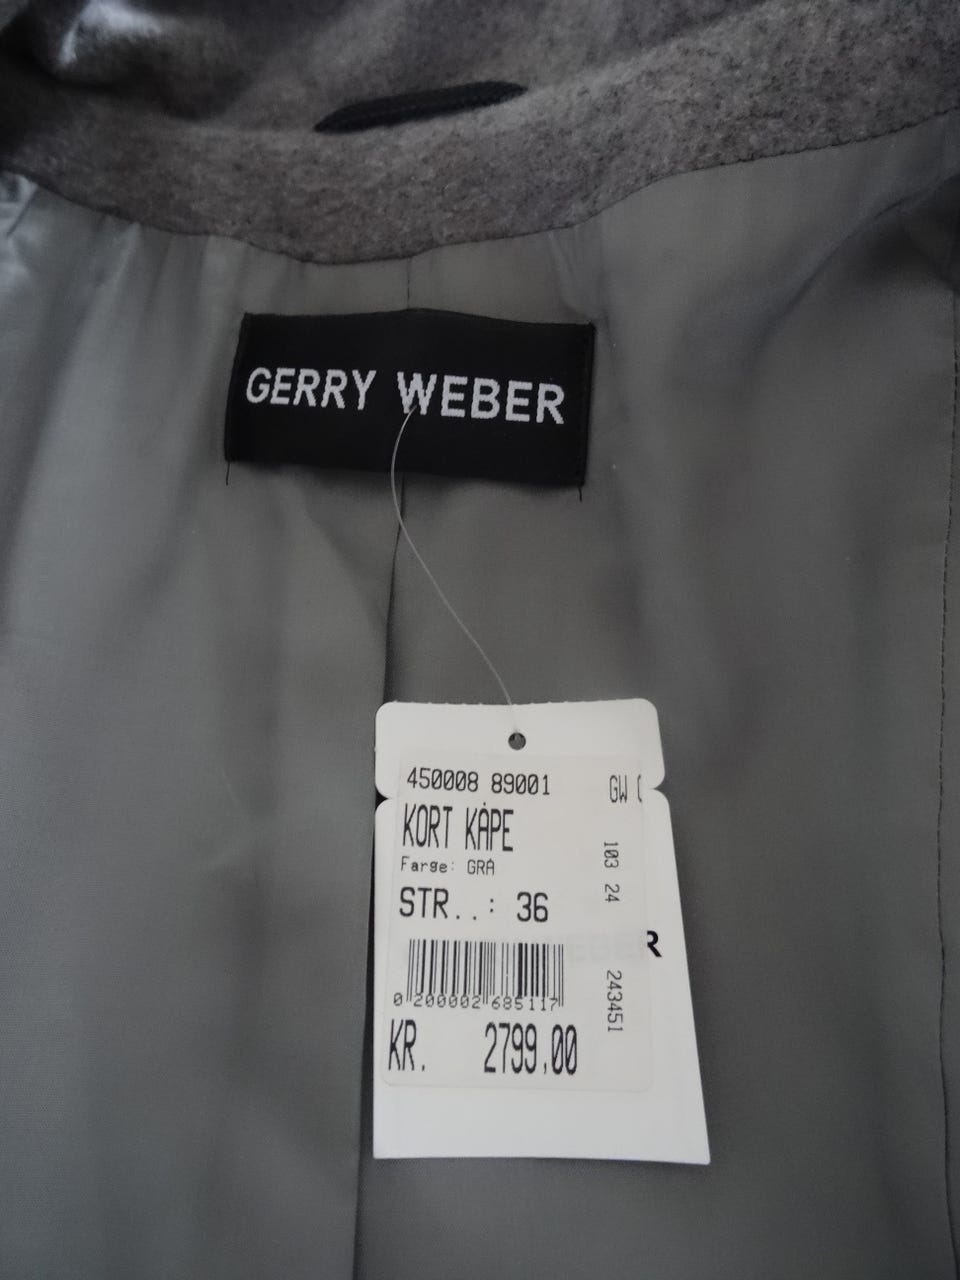 GERRY WEBER
450008 89001
GW
KORT KÅPE
Farge: GRÅ
103 24
STR..: 36
R
0 200002 685117
243451
KR. 2799,00